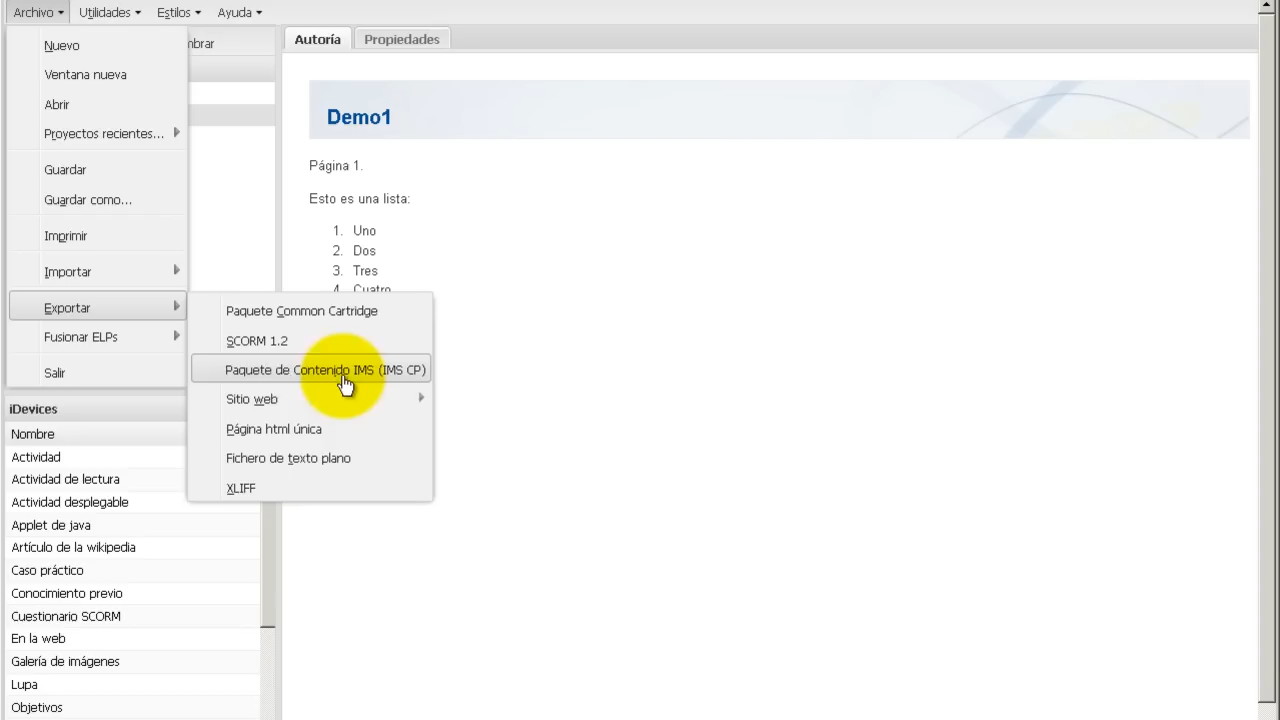 Archivo Utilidades Estilos Ayuda
Nuevo
Ventana nueva
Abrir
Proyectos recientes...
Guardar
Guardar como...
Imprimir
Importar
Exportar
Fusionar ELPs
Salir
Paquete Common Cartridge
SCORM 1.2
Paquete de Contenido IMS (IMS CP)
Sitio web
Página html única
Fichero de texto plano
XLIFF
iDevices
Nombre
Actividad
Actividad de lectura
Actividad desplegable
Applet de java
Artículo de la wikipedia
Caso práctico
Conocimiento previo
Cuestionario SCORM
En la web
Galería de imágenes
Lupa
Objetivos
Autoría Propiedades
Demo1
Página 1.
Esto es una lista:
1. Uno
2. Dos
3. Tres
4. Cuatro